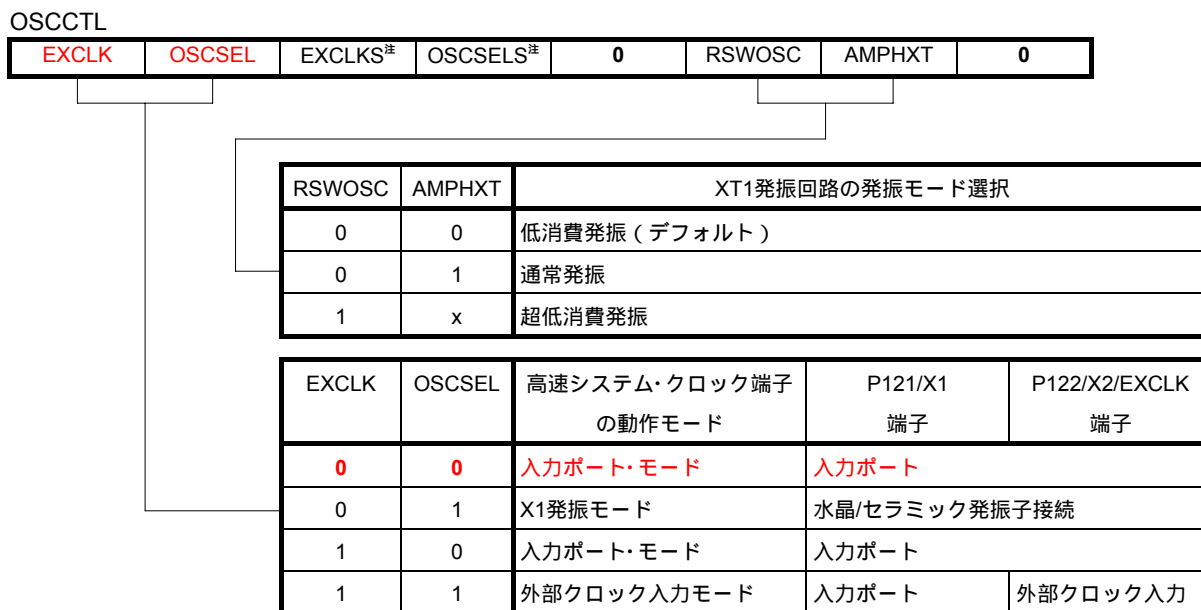 OSCCTL
EXCLK OSCSEL EXCLKS注 OSCSELS注 0 RSWOSC AMPHXT 0
RSWOSC AMPHXT XT1発振回路の発振モード選択
0 0 低消費発振(デフォルト)
0 1 通常発振
1 x 超低消費発振
EXCLK OSCSEL 高速システム・クロック端子 P121/X1 P122/X2/EXCLK
の動作モード 端子 端子
0 0 入力ポート・モード 入力ポート
0 1 X1発振モード 水晶/セラミック発振子接続
1 0 入力ポート・モード 入力ポート
1 1 外部クロック入力モード 入力ポート 外部クロック入力